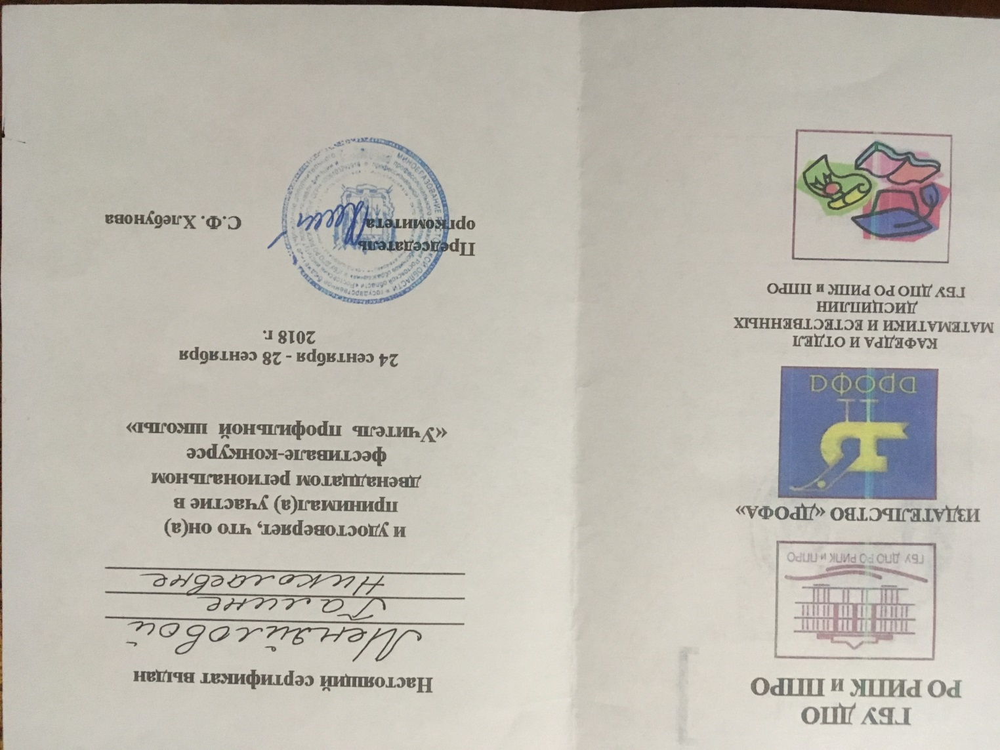 ГБУ ДПО
РО РИПК и ППРО
ГБУ ДПО РО РИПК и ППРО
ИЗДАТЕЛЬСТВО «ДРОФА»
дрофа
КАФЕДРА И ОТДЕЛ
МАТЕМАТИКИ И ЕСТЕСТВЕННЫХ
ДИСЦИПЛИН
ГБУ ДПО РО РИПК и ППРО
Настоящий сертификат выдан
Меняйловой
Галине
Николаевне
и удостоверяет, что он(а)
принимал(а) участие в
двенадцатом региональном
фестивале-конкурсе
«Учитель профильной школы»
24 сентября - 28 сентября
2018 г.
Председатель
оргкомитета
С.Ф. Хлебунова